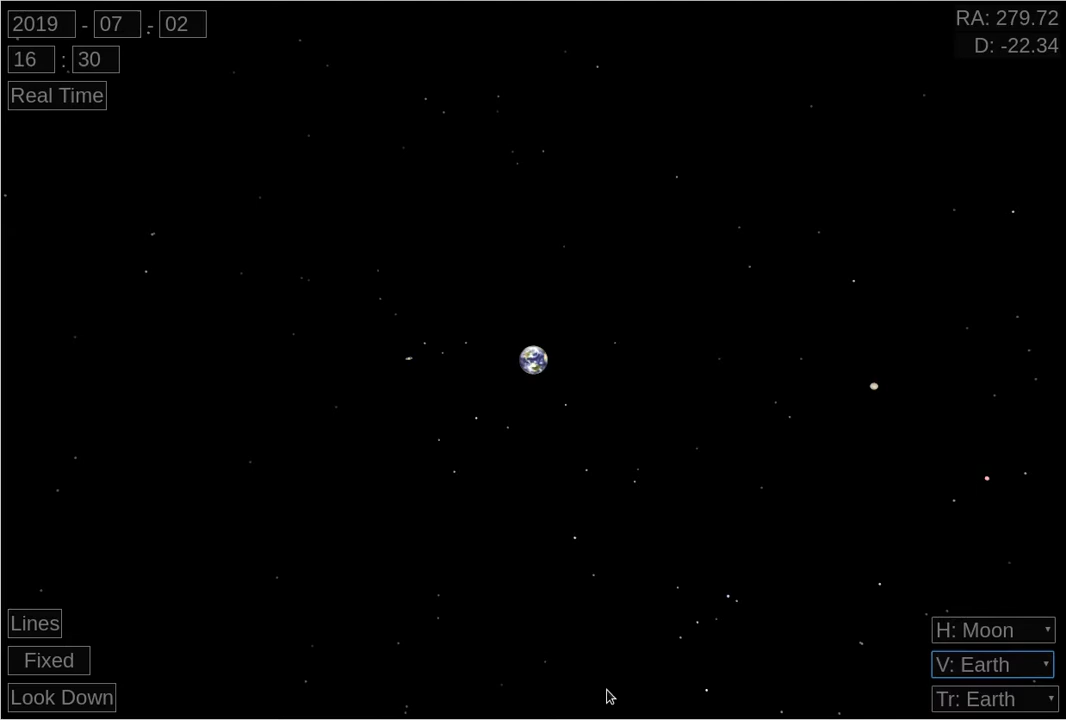 2019 - 07 - 02
16 : 30
Real Time
RA: 279.72
D: -22.34
Lines
Fixed
Look Down
H: Moon
V: Earth
Tr: Earth